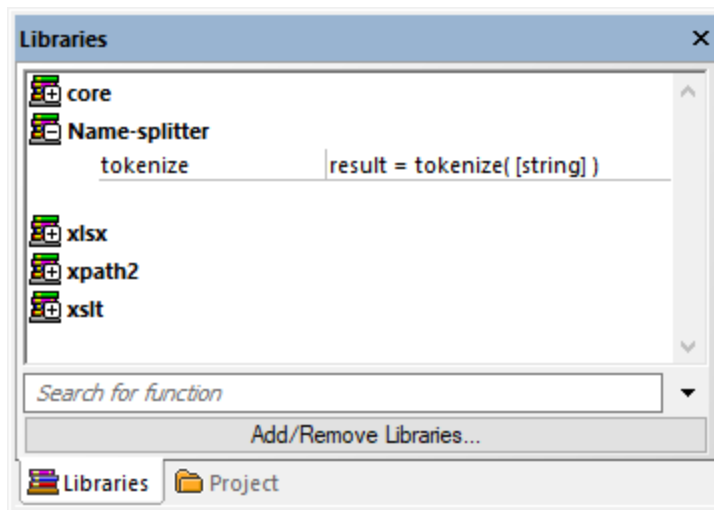 Libraries
core
Name-splitter
tokenize result = tokenize( [string] )
xlsx
xpath2
xslt
Search for function
Add/Remove Libraries...
Libraries Project